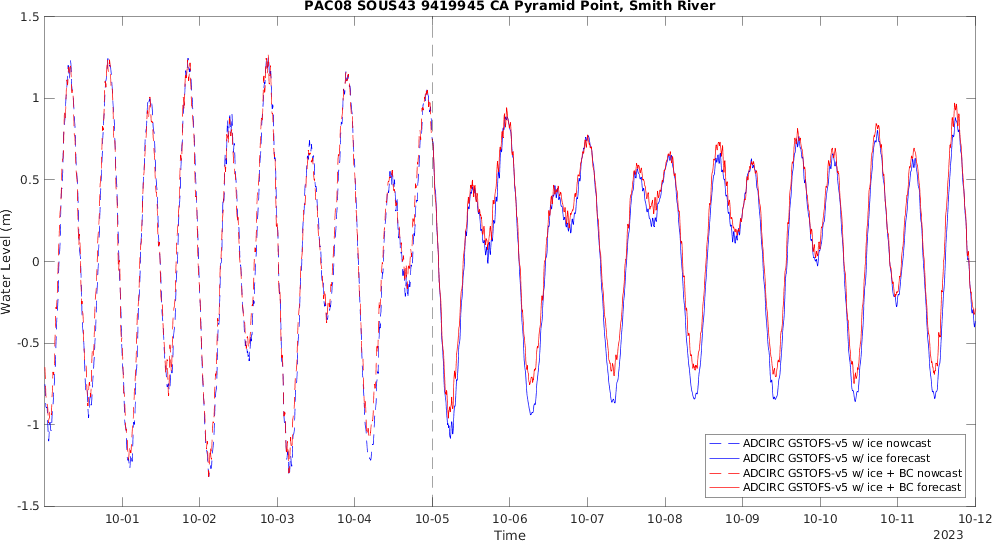 PAC08 SOUS43 9419945 CA Pyramid Point, Smith River
1.5
1
0.5
0
-0.5
-1
-1.5
Water Level (m)
10-01 10-02 10-03 10-04 10-05 10-06 10-07 10-08 10-09 10-10 10-11 10-12
Time
2023
ADCIRC GSTOFS-v5 w/ ice nowcast
ADCIRC GSTOFS-v5 w/ ice forecast
ADCIRC GSTOFS-v5 w/ ice + BC nowcast
ADCIRC GSTOFS-v5 w/ ice + BC forecast